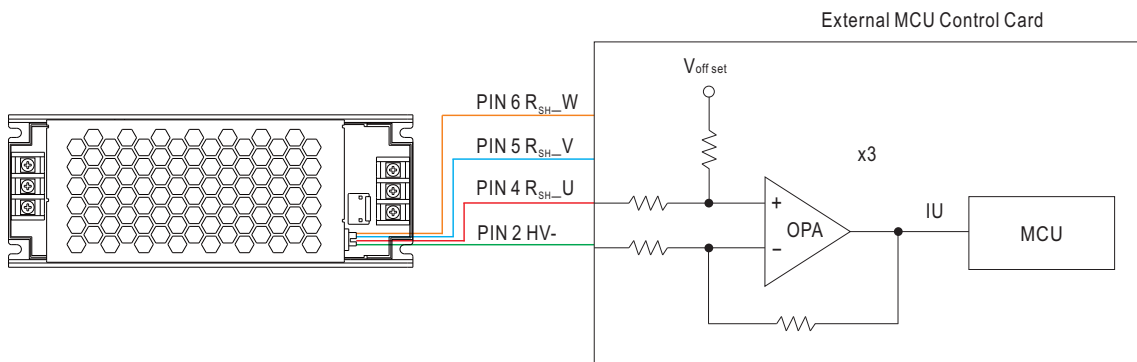 External MCU Control Card
Voff set
PIN 6 RSH_W
PIN 5 RSH_V
x3
PIN 4 RSH_U
+
IU
OPA
MCU
PIN 2 HV-
−